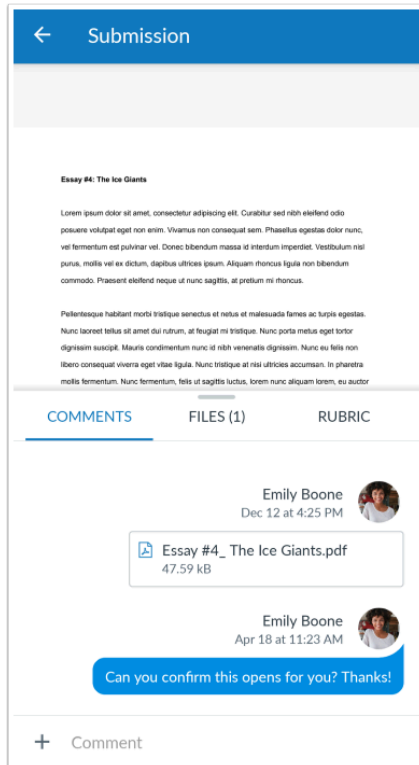 Submission
Essay #4: The Ice Giants
Lorem ipsum dolor sit amet, consectetur adipiscing elit. Curabitur sed nibh eleifend odio
posuere volutpat eget non enim. Vivamus non consequat sem. Phasellus egestas dolor nunc,
vel fermentum est pulvinar vel. Donec bibendum massa id interdum imperdiet. Vestibulum nisl
purus, mollis vel ex dictum, dapibus ultrices ipsum. Aliquam rhoncus ligula non bibendum
commodo. Praesent eleifend neque ut nunc sagittis, at pretium mi rhoncus.
Pellentesque habitant morbi tristique senectus et netus et malesuada fames ac turpis egestas.
Nunc laoreet tellus sit amet dui rutrum, at feugiat mi tristique. Nunc porta metus eget tortor
dignissim suscipit. Mauris condimentum nunc id nibh venenatis dignissim. Nunc eu felis non
libero consequat viverra eget vitae ligula. Nunc tristique at nisi ultricies accumsan. In pharetra
mollis fermentum. Nunc fermentum, felis ut sagittis luctus, lorem nunc aliquam lorem, eu auctor
COMMENTS FILES (1) RUBRIC
Emily Boone
Dec 12 at 4:25 PM
Essay #4_ The Ice Giants.pdf
47.59 kB
Emily Boone
Apr 18 at 11:23 AM
Can you confirm this opens for you? Thanks!
Comment